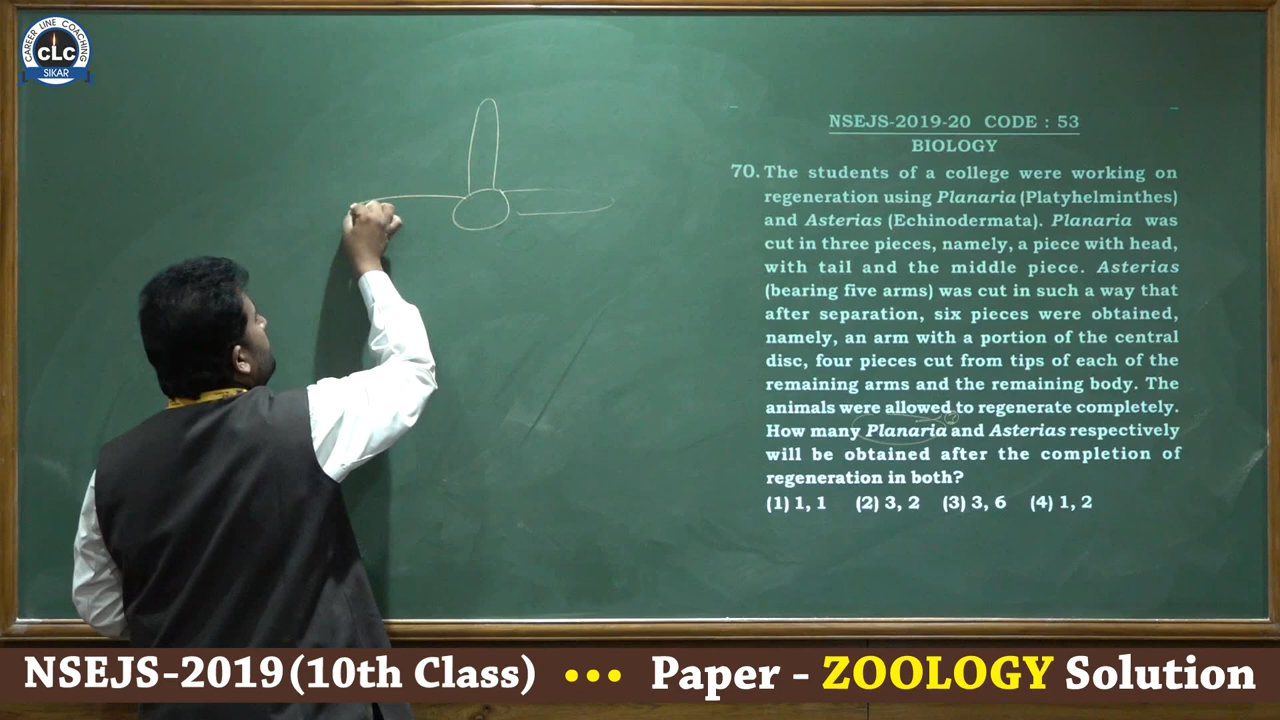 CAREER LINE COACHING
CLC
SIKAR
NSEJS-2019-20 CODE : 53
BIOLOGY
70. The students of a college were working on
regeneration using Planaria (Platyhelminthes)
and Asterias (Echinodermata). Planaria was
cut in three pieces, namely, a piece with head,
with tail and the middle piece. Asterias
(bearing five arms) was cut in such a way that
after separation, six pieces were obtained,
namely, an arm with a portion of the central
disc, four pieces cut from tips of each of the
remaining arms and the remaining body. The
animals were allowed to regenerate completely.
How many Planaria and Asterias respectively
will be obtained after the completion of
regeneration in both?
(1) 1, 1 (2) 3, 2 (3) 3, 6 (4) 1, 2
NSEJS-2019(10th Class) ••• Paper - ZOOLOGY Solution